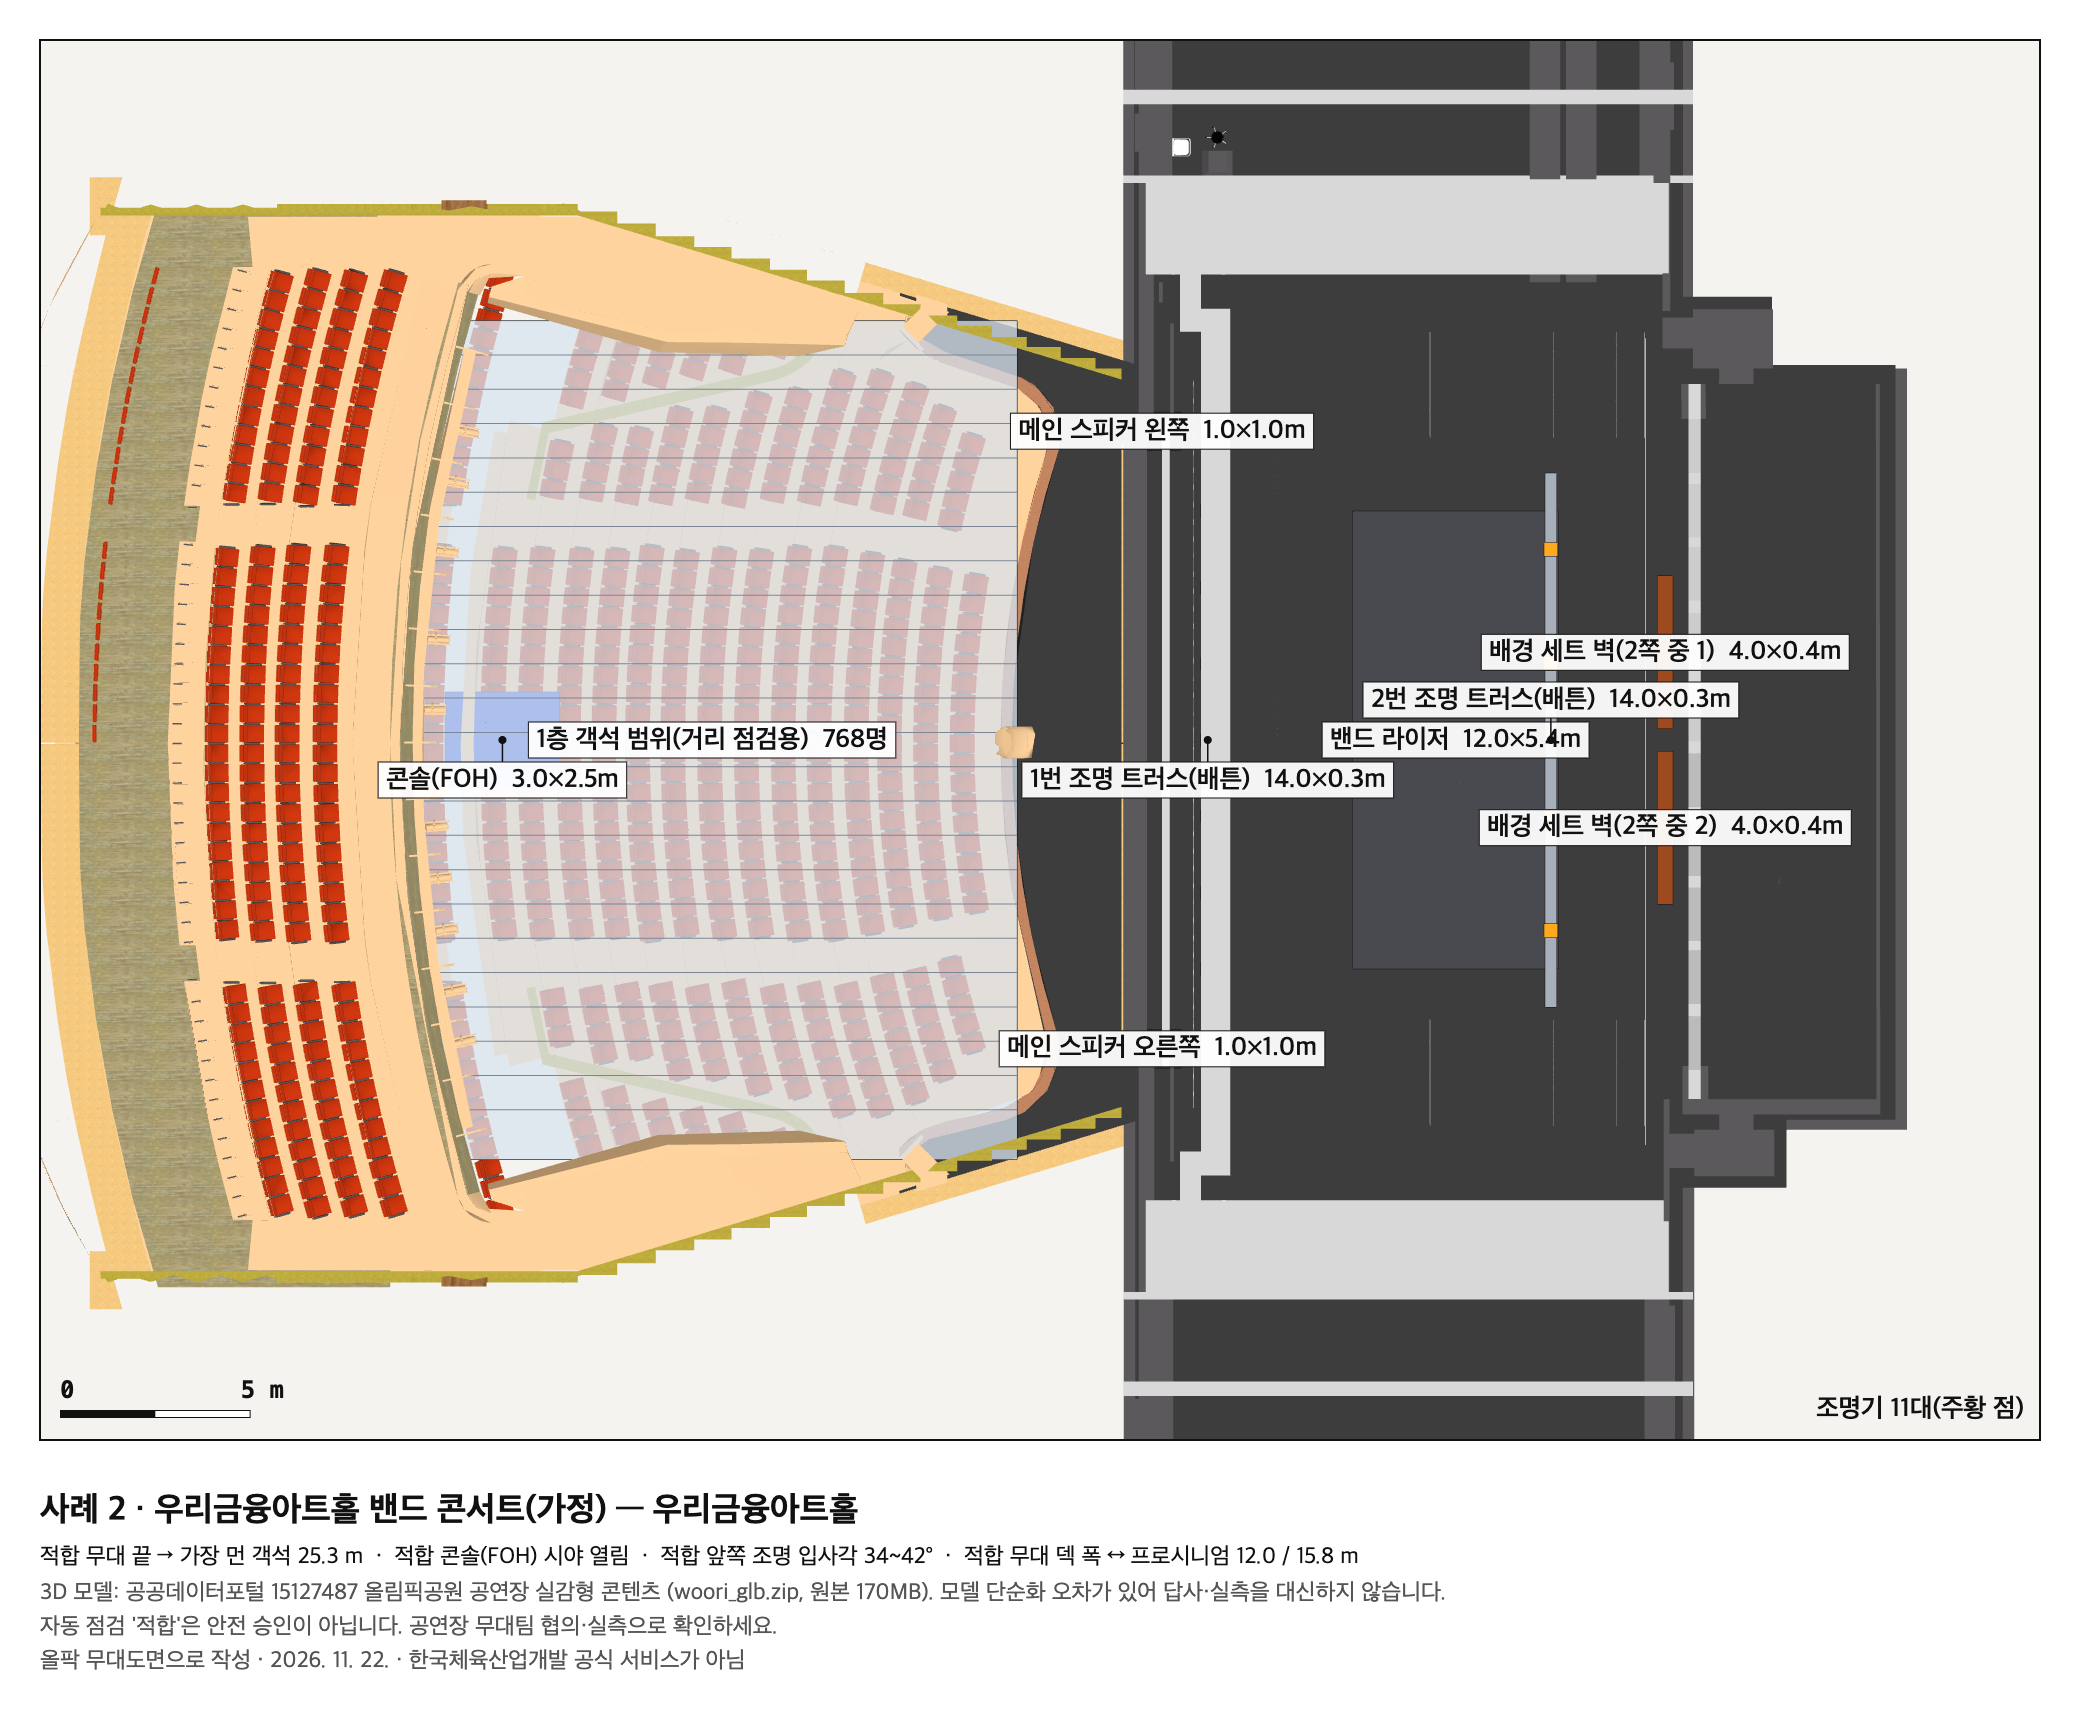 메인 스피커 왼쪽 1.0×1.0m
배경 세트 벽(2쪽 중 1) 4.0×0.4m
2번 조명 트러스(배튼) 14.0×0.3m
1층 객석 범위(거리 점검용) 768명
밴드 라이저 12.0×5.4m
콘솔(FOH) 3.0×2.5m
1번 조명 트러스(배튼) 14.0×0.3m
배경 세트 벽(2쪽 중 2) 4.0×0.4m
메인 스피커 오른쪽 1.0×1.0m
0 5 m
조명기 11대(주황 점)
사례 2 · 우리금융아트홀 밴드 콘서트(가정) — 우리금융아트홀
적합 무대 끝 → 가장 먼 객석 25.3 m · 적합 콘솔(FOH) 시야 열림 · 적합 앞쪽 조명 입사각 34~42° · 적합 무대 덱 폭 ↔ 프로시니엄 12.0 / 15.8 m
3D 모델: 공공데이터포털 15127487 올림픽공원 공연장 실감형 콘텐츠 (woori_glb.zip, 원본 170MB). 모델 단순화 오차가 있어 답사·실측을 대신하지 않습니다.
자동 점검 '적합'은 안전 승인이 아닙니다. 공연장 무대팀 협의·실측으로 확인하세요.
올팍 무대도면으로 작성 · 2026. 11. 22. · 한국체육산업개발 공식 서비스가 아님